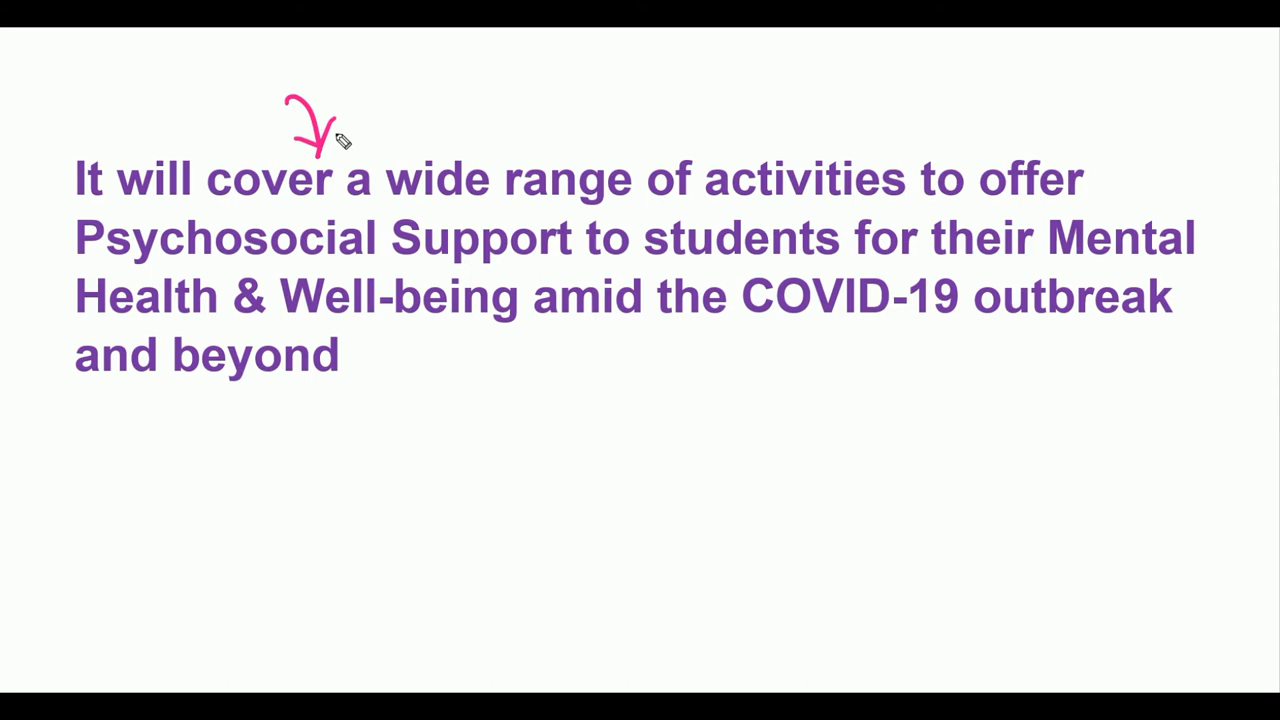 It will cover a wide range of activities to offer
Psychosocial Support to students for their Mental
Health & Well-being amid the COVID-19 outbreak
and beyond